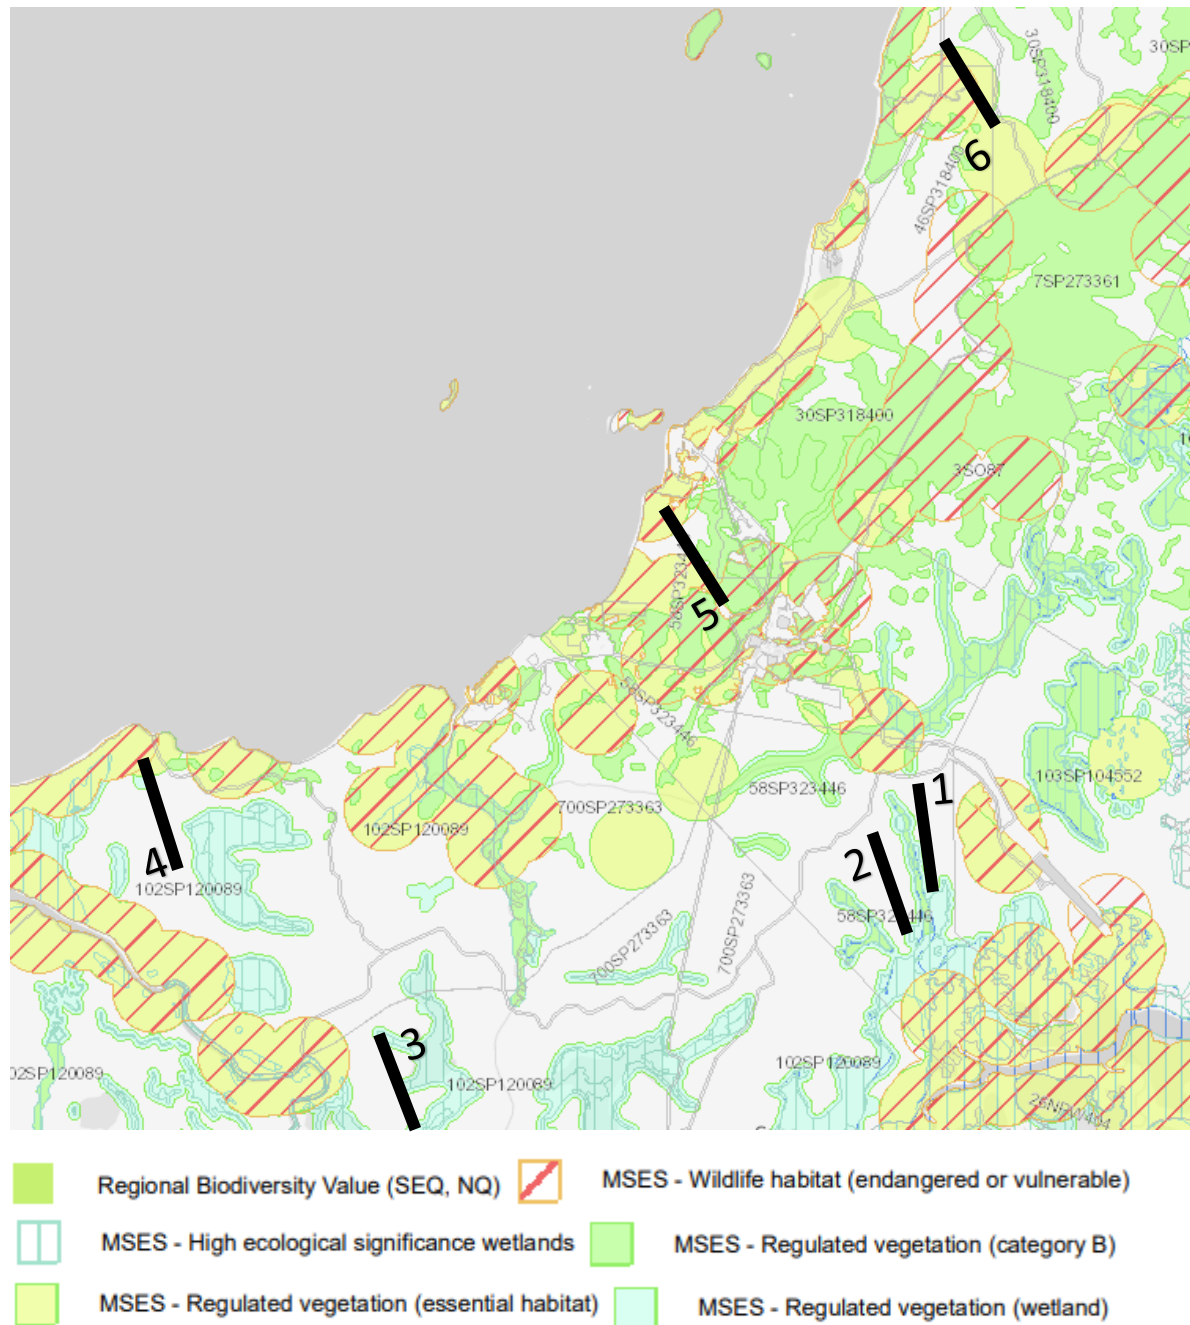 30SP318400
30SP
6
46SP318400
7SP273361
30SP318400
3SO87
5
58SP323446
103SP104552
58SP323446
1
700SP273363
102SP120089
2
4
102SP120089
58SP323446
700SP273363
700SP273363
3
102SP120089
02SP120089
102SP120089
26NPW464
Regional Biodiversity Value (SEQ, NQ)
MSES - Wildlife habitat (endangered or vulnerable)
MSES - High ecological significance wetlands
MSES - Regulated vegetation (category B)
MSES - Regulated vegetation (essential habitat)
MSES - Regulated vegetation (wetland)